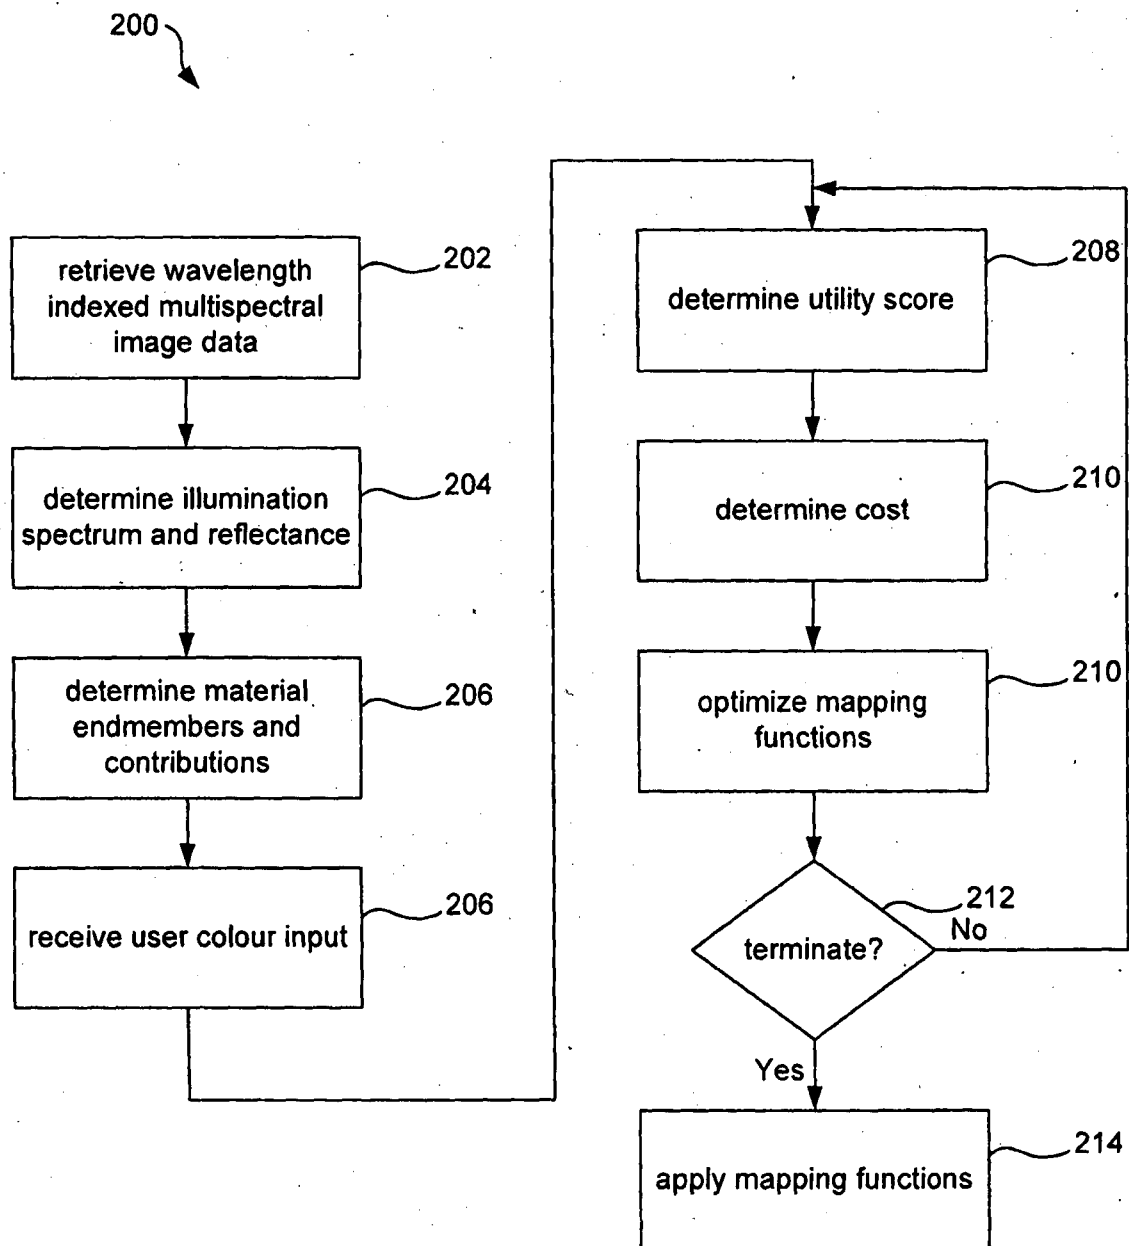 200
retrieve wavelength
indexed multispectral
image data
202
determine illumination
spectrum and reflectance
204
determine material
endmembers and
contributions
206
receive user colour input
206
determine utility score
208
determine cost
210
optimize mapping
functions
210
terminate?
212
No
Yes
apply mapping functions
214